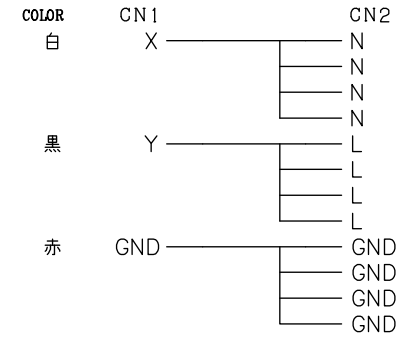 COLOR CN1 CN2
白 X N
N
N
N
黒 Y L
L
L
L
赤 GND GND
GND
GND
GND